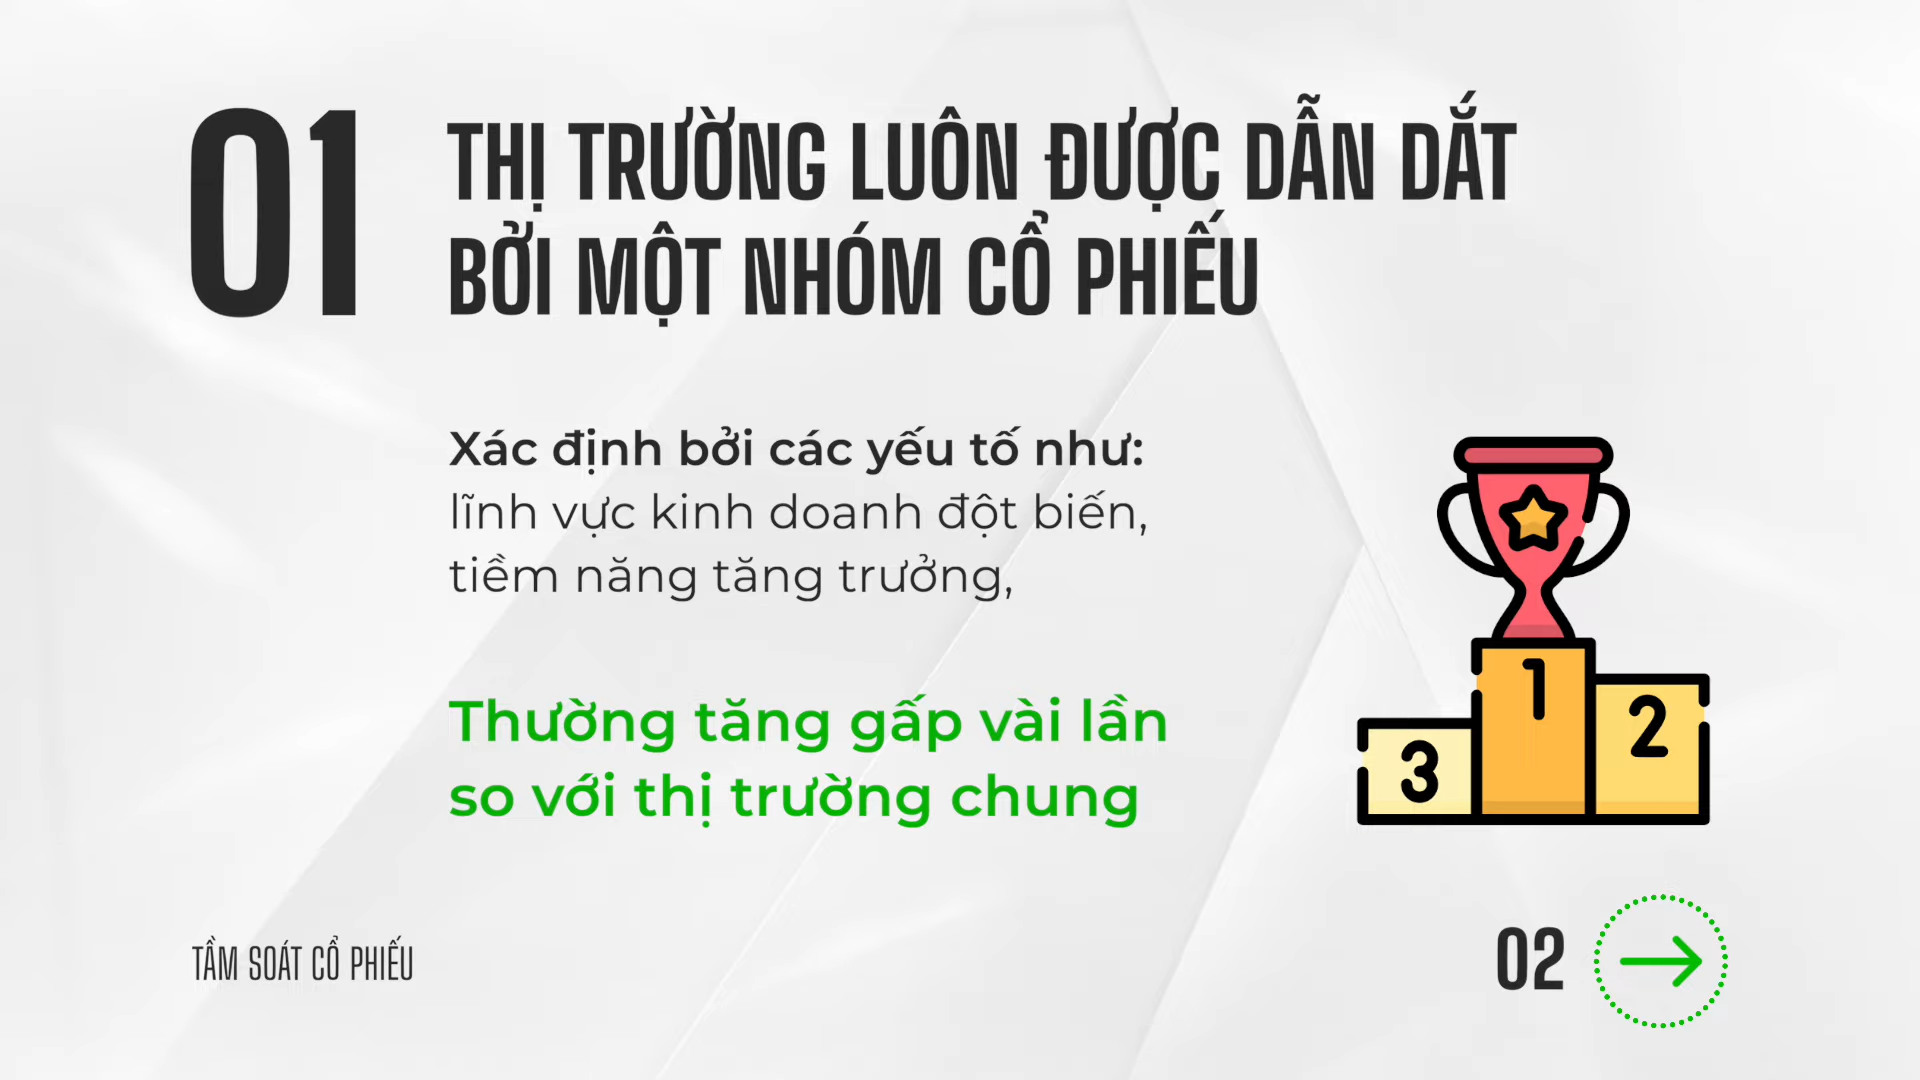 01
THỊ TRƯỜNG LUÔN ĐƯỢC DẪN DẮT
BỞI MỘT NHÓM CỔ PHIẾU
Xác định bởi các yếu tố như:
lĩnh vực kinh doanh đột biến,
tiềm năng tăng trưởng,
Thường tăng gấp vài lần
so với thị trường chung
1
2
3
TẦM SOÁT CỔ PHIẾU
02